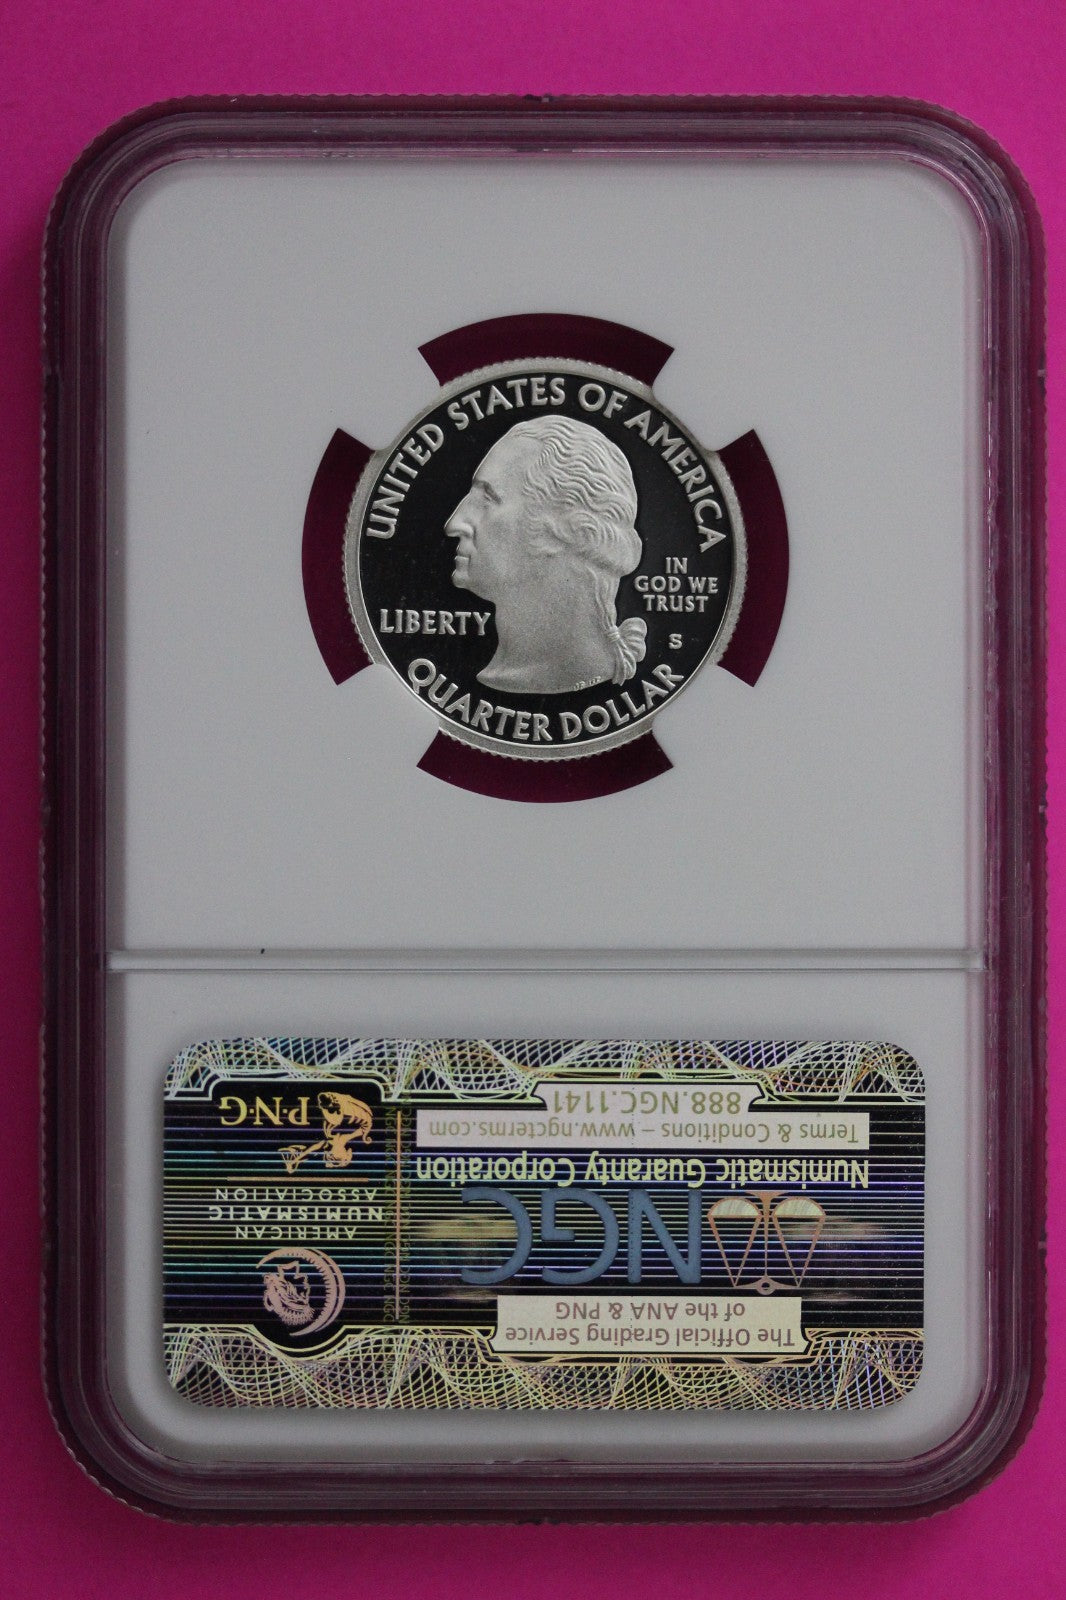 UNITED STATES OF AMERICA
IN
GOD WE
TRUST
LIBERTY
S
QUARTER DOLLAR
The Official Grading Service
of the ANA & PNG
NGC
Numismatic Guaranty Corporation
Terms & Conditions – www.ngcterms.com
888.NGC.1141
AMERICAN
NUMISMATIC
ASSOCIATION
P·N·G